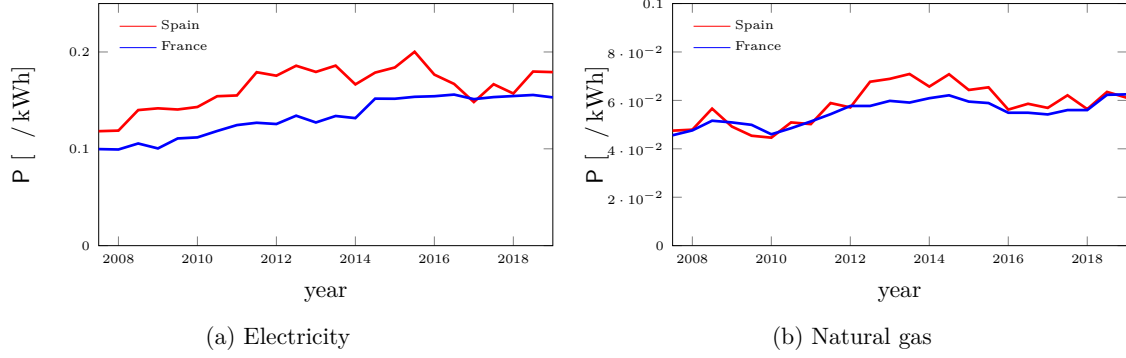 Spain
France
0.2
0.1
0
P [ / kWh]
2008 2010 2012 2014 2016 2018
year
(a) Electricity
Spain
France
0.1
8 · 10⁻²
6 · 10⁻²
4 · 10⁻²
2 · 10⁻²
0
P [ / kWh]
2008 2010 2012 2014 2016 2018
year
(b) Natural gas